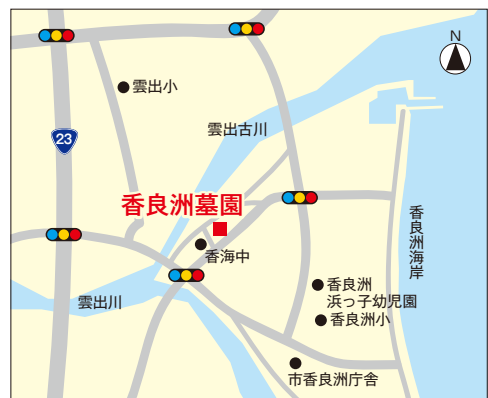 N
雲出小
23
雲出古川
香良洲墓園
香良洲海岸
香海中
雲出川
香良洲
浜っ子幼児園
香良洲小
市香良洲庁舎